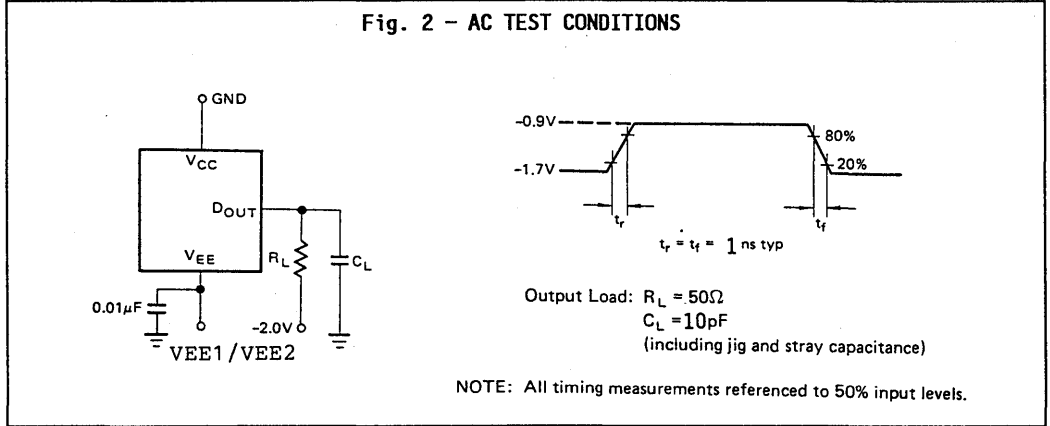 Fig. 2 - AC TEST CONDITIONS
GND
VCC
DOUT
VEE
RL
CL
0.01μF
-2.0V
VEE1/VEE2
-0.9V
80%
-1.7V
20%
tr
tf
tr = tf = 1 ns typ
Output Load: RL = 50Ω
CL = 10pF
(including jig and stray capacitance)
NOTE: All timing measurements referenced to 50% input levels.